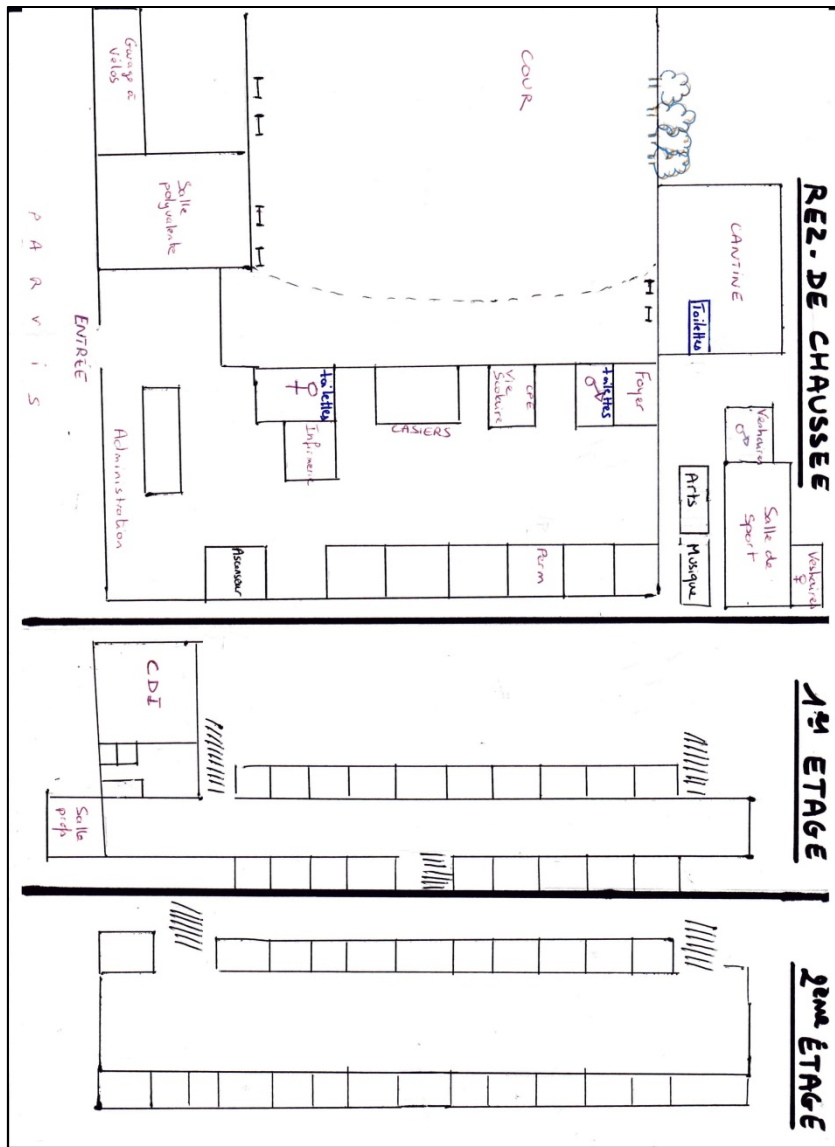 REZ-DE CHAUSSEE
COUR
Garage à
vélos
Salle
polyvalente
PARViS
ENTRÉE
CANTINE
Toilettes
Foyer
toilettes
♂
CPE
Vie
Scolaire
CASIERS
toilettes
♀
Infirmerie
Administration
Ascenseur
Perm
Arts
Musique
Vestiaires
♂
Salle de
sport
Vestiaires
♀
1er ETAGE
CDI
Salle
profs
2ème ÉTAGE